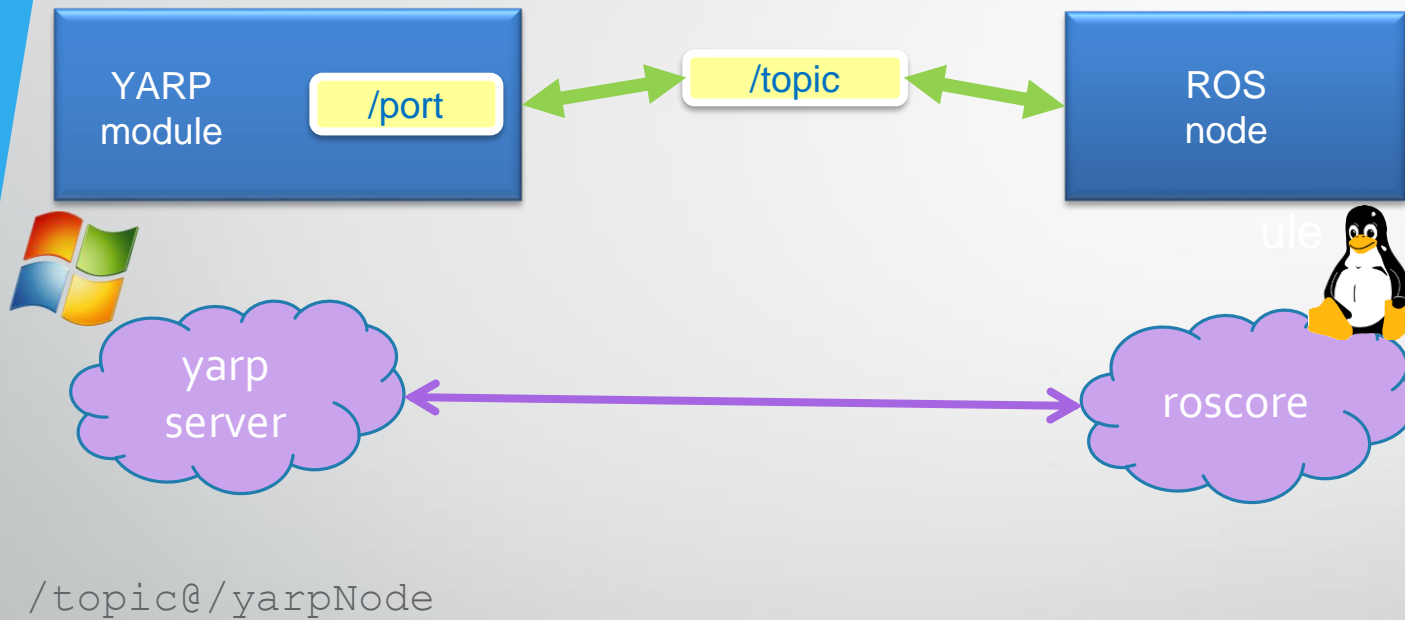 YARP
module
/port
/topic
ROS
node
ule
yarp
server
roscore
/topic@/yarpNode